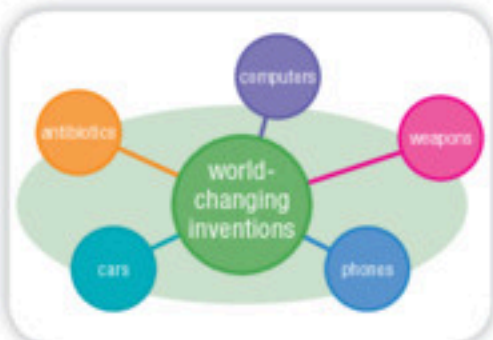 computers
antibiotics
weapons
world-
changing
inventions
cars
phones